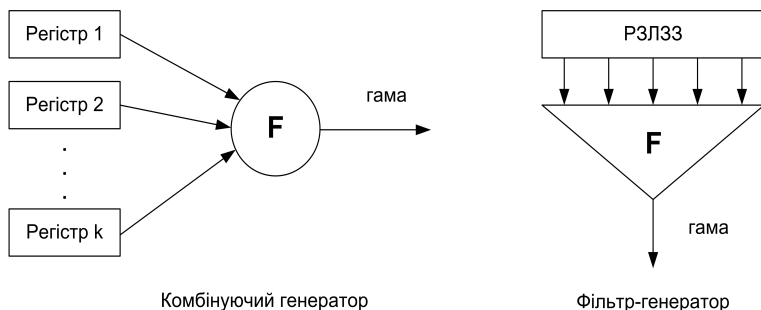 Регістр 1
Регістр 2
.
.
.
Регістр k
F
гама
Комбінуючий генератор
РЗЛЗЗ
F
гама
Фільтр-генератор